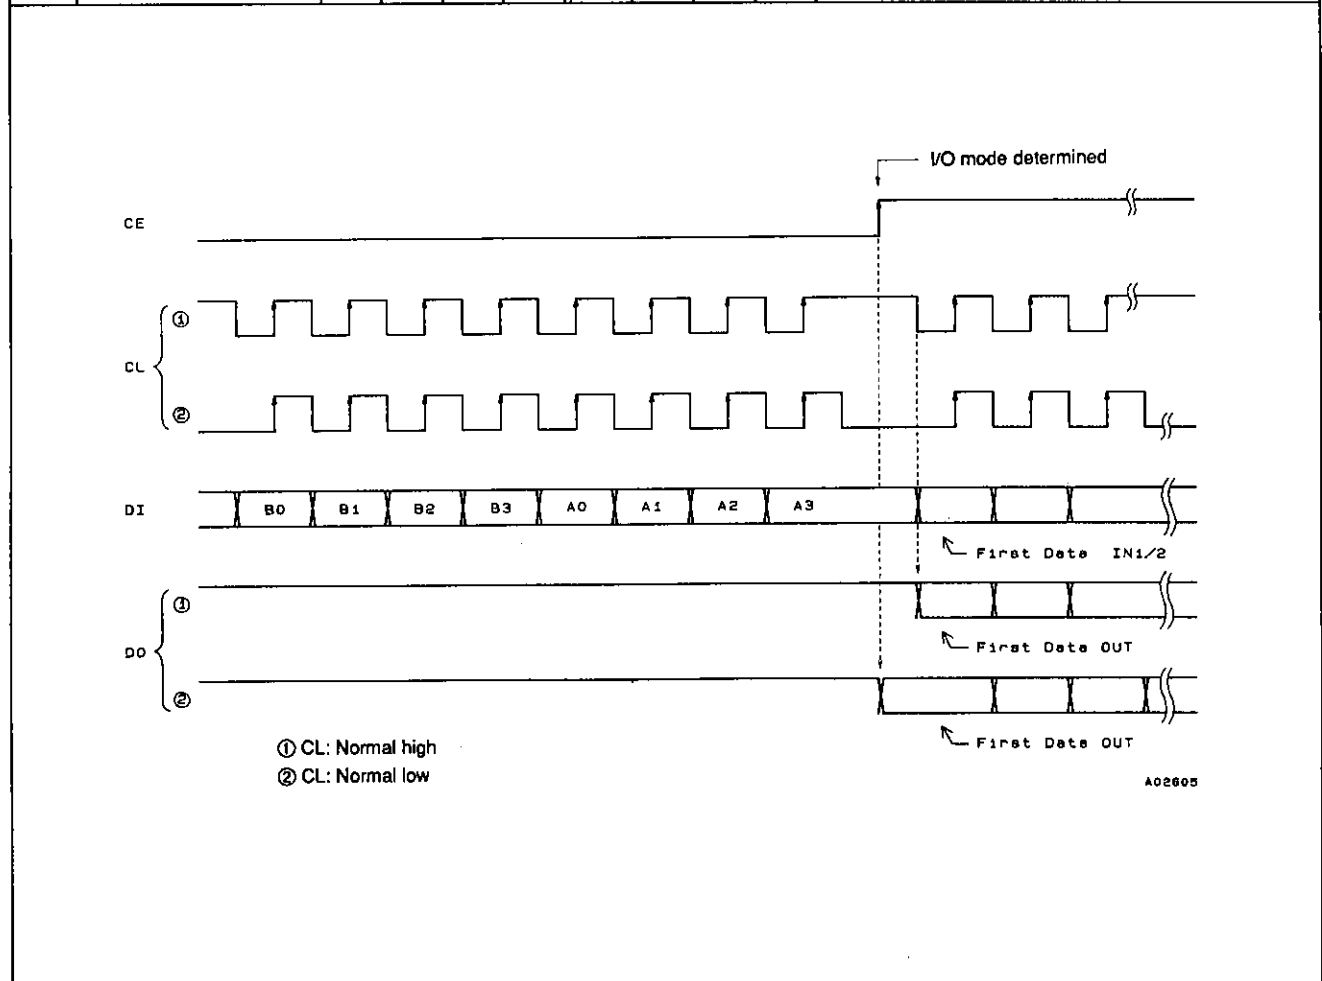 I/O mode determined
CE
①
CL
②
DI B0 B1 B2 B3 A0 A1 A2 A3
First Data IN1/2
①
DO
First Data OUT
②
First Data OUT
① CL: Normal high
② CL: Normal low
A02605